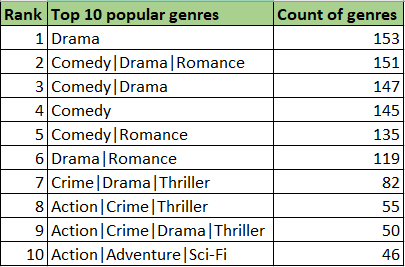 Rank Top 10 popular genres Count of genres
1 Drama 153
2 Comedy|Drama|Romance 151
3 Comedy|Drama 147
4 Comedy 145
5 Comedy|Romance 135
6 Drama|Romance 119
7 Crime|Drama|Thriller 82
8 Action|Crime|Thriller 55
9 Action|Crime|Drama|Thriller 50
10 Action|Adventure|Sci-Fi 46